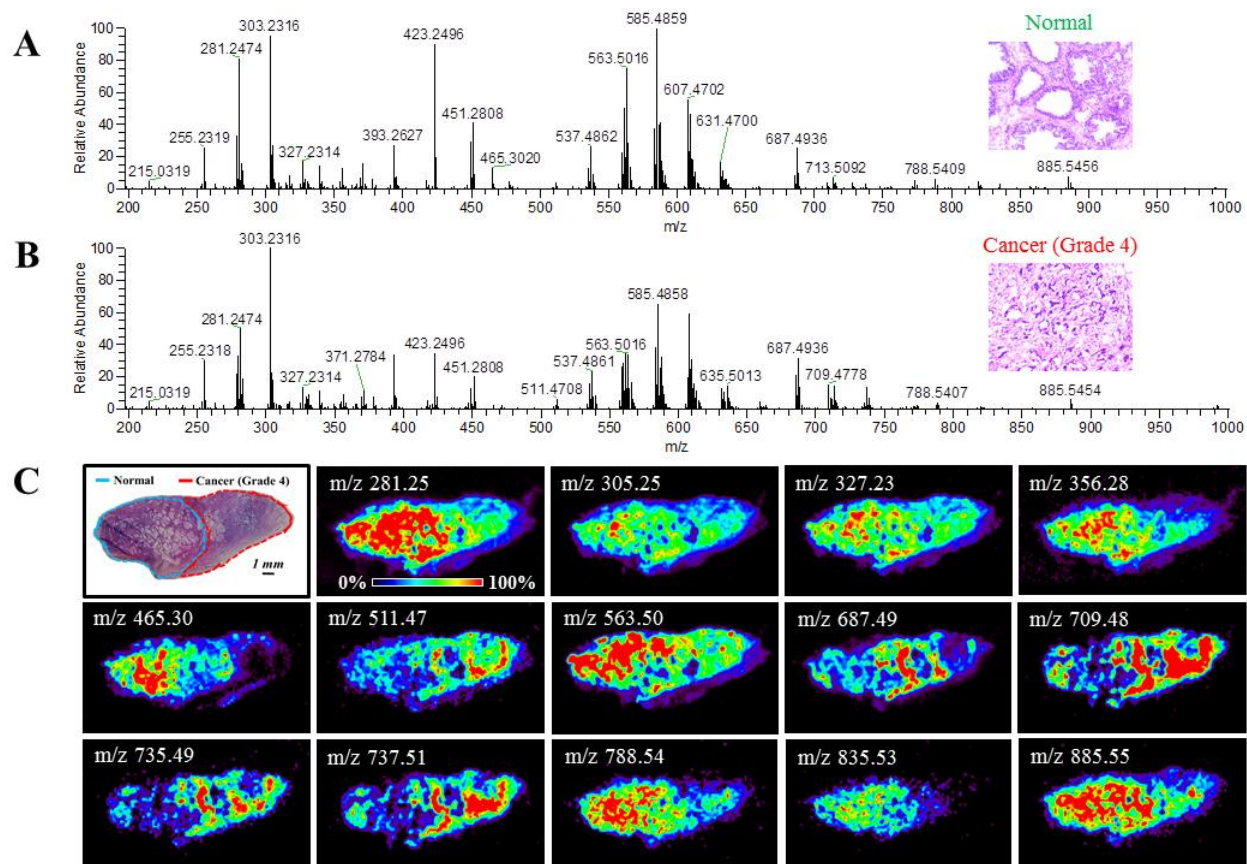 A
Relative Abundance
100
80
60
40
20
0
215.0319
255.2319
281.2474
303.2316
327.2314
393.2627
423.2496
451.2808
465.3020
537.4862
563.5016
585.4859
607.4702
631.4700
687.4936
713.5092
788.5409
885.5456
Normal
200 250 300 350 400 450 500 550 600 650 700 750 800 850 900 950 1000
m/z
B
Relative Abundance
100
80
60
40
20
0
215.0319
255.2318
281.2474
303.2316
327.2314
371.2784
423.2496
451.2808
511.4708
537.4861
563.5016
585.4858
635.5013
687.4936
709.4778
788.5407
885.5454
Cancer (Grade 4)
200 250 300 350 400 450 500 550 600 650 700 750 800 850 900 950 1000
m/z
C
Normal Cancer (Grade 4)
1 mm
m/z 281.25
0% 100%
m/z 305.25
m/z 327.23
m/z 356.28
m/z 465.30
m/z 511.47
m/z 563.50
m/z 687.49
m/z 709.48
m/z 735.49
m/z 737.51
m/z 788.54
m/z 835.53
m/z 885.55